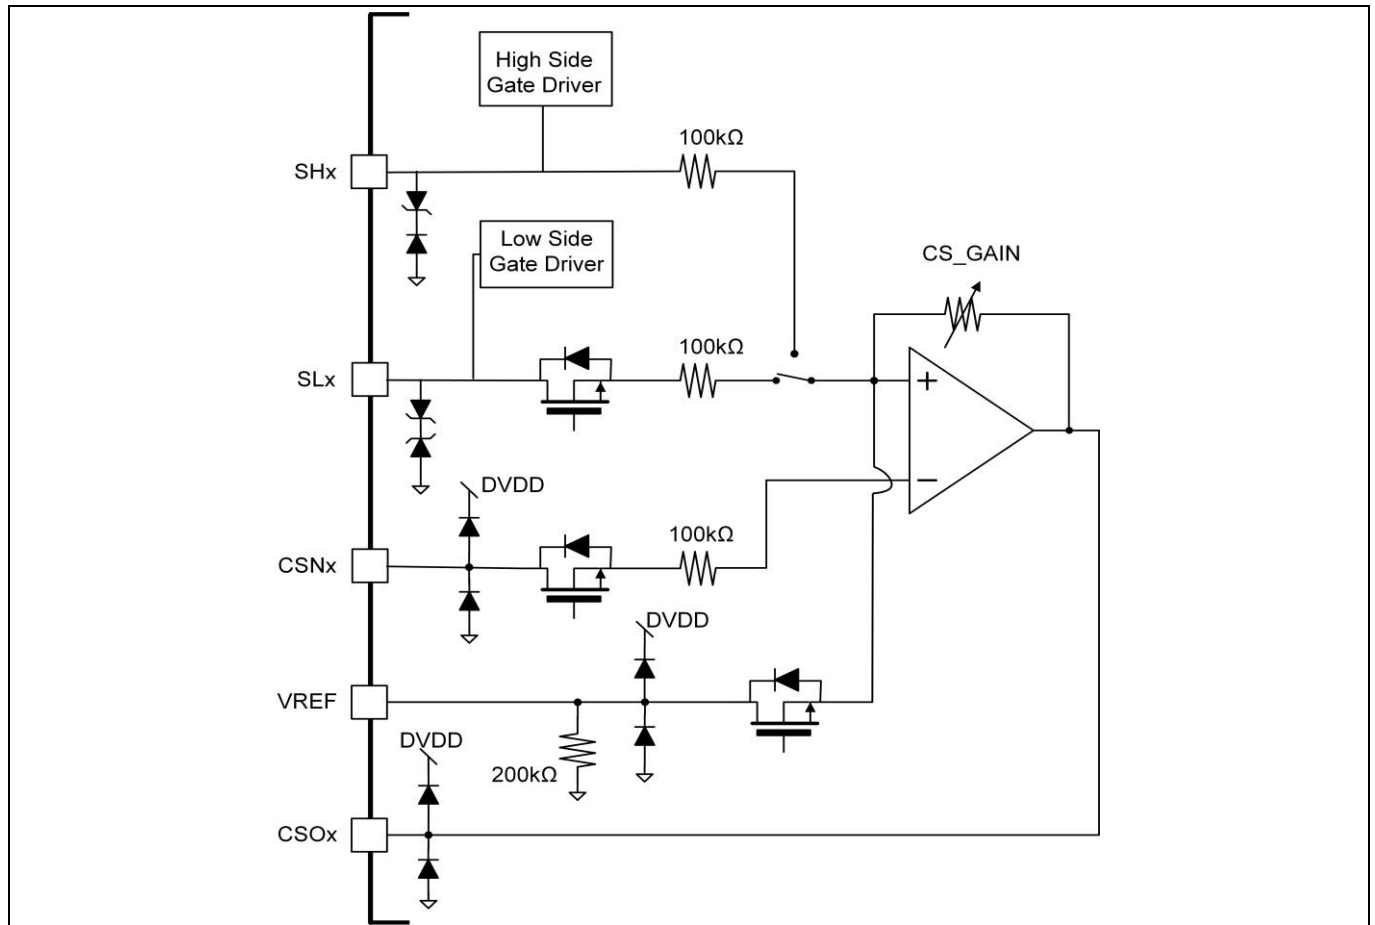 High Side
Gate Driver
100kΩ
SHx
Low Side
Gate Driver
CS_GAIN
100kΩ
SLx
+
−
DVDD
100kΩ
CSNx
DVDD
VREF
DVDD
200kΩ
CSOx